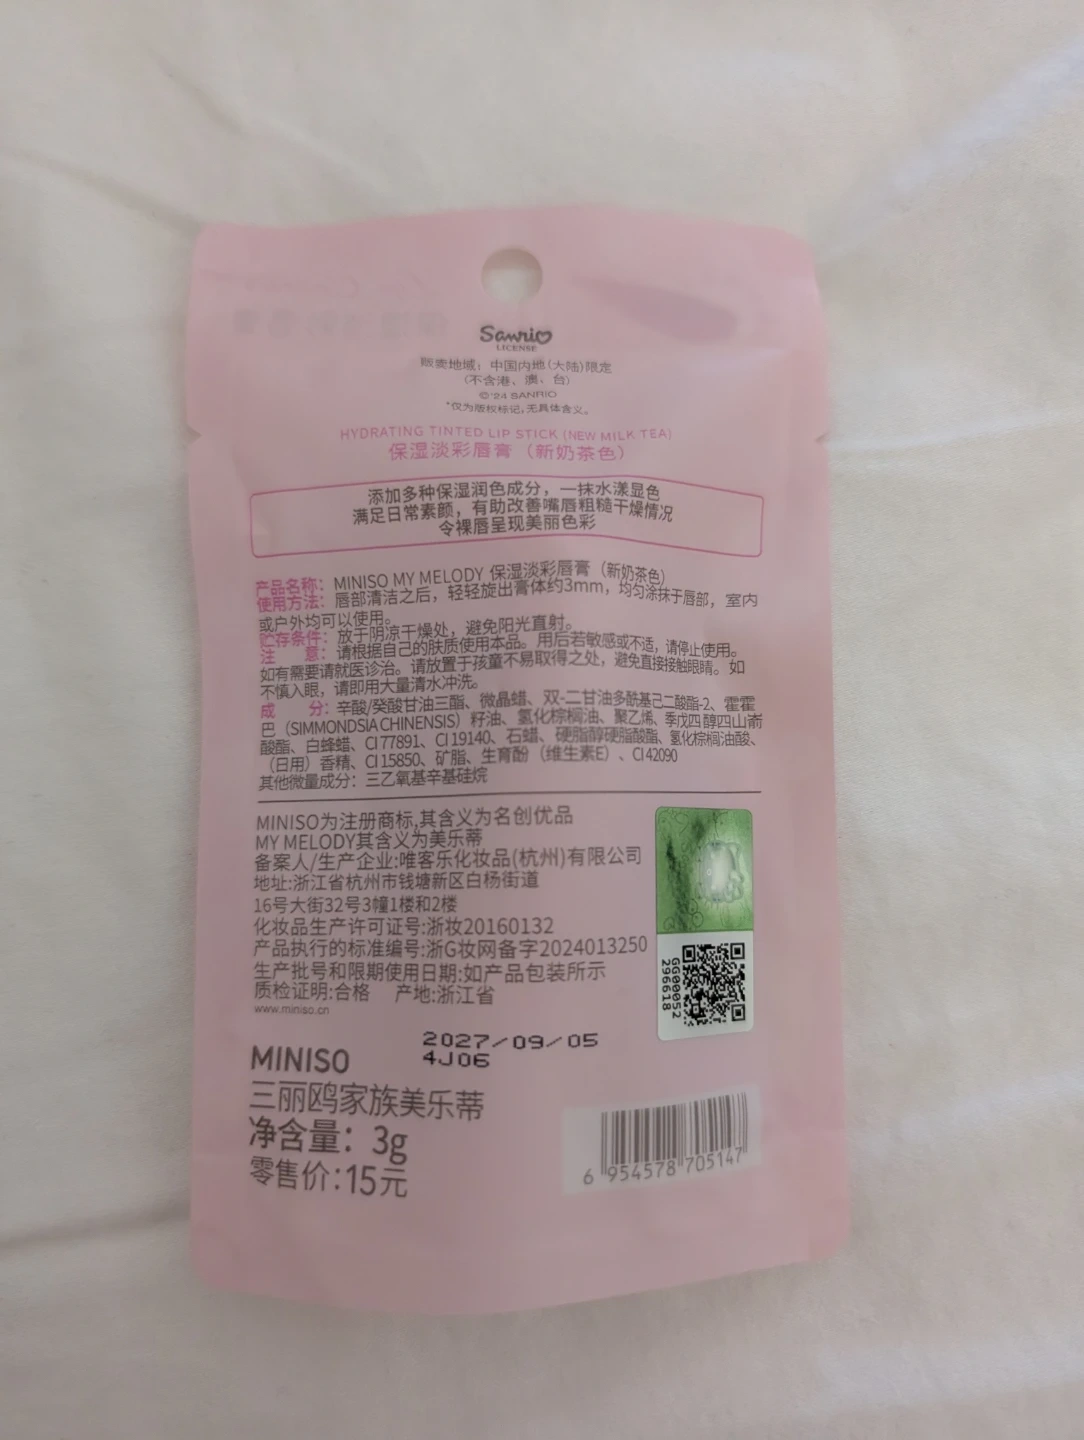 Sanrio
LICENSE
贩卖地域：中国内地(大陆)限定
(不含港、澳、台)
©'24 SANRIO
*仅为版权标记，无具体含义。
HYDRATING TINTED LIP STICK (NEW MILK TEA)
保湿淡彩唇膏（新奶茶色）
添加多种保湿润色成分，一抹水漾显色
满足日常素颜，有助改善嘴唇粗糙干燥情况
令裸唇呈现美丽色彩
产品名称：MINISO MY MELODY 保湿淡彩唇膏（新奶茶色）
使用方法：唇部清洁之后，轻轻旋出膏体约3mm，均匀涂抹于唇部，室内
或户外均可以使用。
贮存条件：放于阴凉干燥处，避免阳光直射。
注 意：请根据自己的肤质使用本品。用后若敏感或不适，请停止使用。
如有需要请就医诊治。请放置于孩童不易取得之处，避免直接接触眼睛。如
不慎入眼，请即用大量清水冲洗。
成 分：辛酸/癸酸甘油三酯、微晶蜡、双-二甘油多酰基己二酸酯-2、霍霍
巴（SIMMONDSIA CHINENSIS）籽油、氢化棕榈油、聚乙烯、季戊四醇四山嵛
酸酯、白蜂蜡、CI 77891、CI 19140、石蜡、硬脂醇硬脂酸酯、氢化棕榈油酸、
（日用）香精、CI 15850、矿脂、生育酚（维生素E）、CI 42090
其他微量成分：三乙氧基辛基硅烷
MINISO为注册商标,其含义为名创优品
MY MELODY其含义为美乐蒂
备案人/生产企业:唯客乐化妆品(杭州)有限公司
地址:浙江省杭州市钱塘新区白杨街道
16号大街32号3幢1楼和2楼
化妆品生产许可证号:浙妆20160132
产品执行的标准编号:浙G妆网备字2024013250
生产批号和限期使用日期:如产品包装所示
质检证明:合格 产地:浙江省
www.miniso.cn
GG00052
296618
2027/09/05
4J06
MINISO
三丽鸥家族美乐蒂
净含量：3g
零售价:15元
6 954578 705147